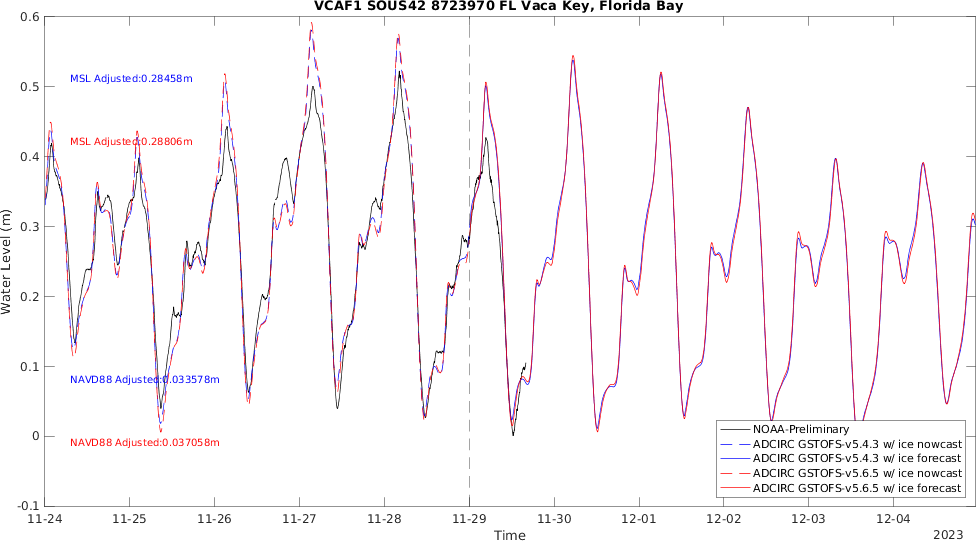 VCAF1 SOUS42 8723970 FL Vaca Key, Florida Bay
0.6
0.5
0.4
0.3
0.2
0.1
0
-0.1
Water Level (m)
MSL Adjusted:0.28458m
MSL Adjusted:0.28806m
NAVD88 Adjusted:0.033578m
NAVD88 Adjusted:0.037058m
NOAA-Preliminary
ADCIRC GSTOFS-v5.4.3 w/ ice nowcast
ADCIRC GSTOFS-v5.4.3 w/ ice forecast
ADCIRC GSTOFS-v5.6.5 w/ ice nowcast
ADCIRC GSTOFS-v5.6.5 w/ ice forecast
11-24 11-25 11-26 11-27 11-28 11-29 11-30 12-01 12-02 12-03 12-04
Time
2023